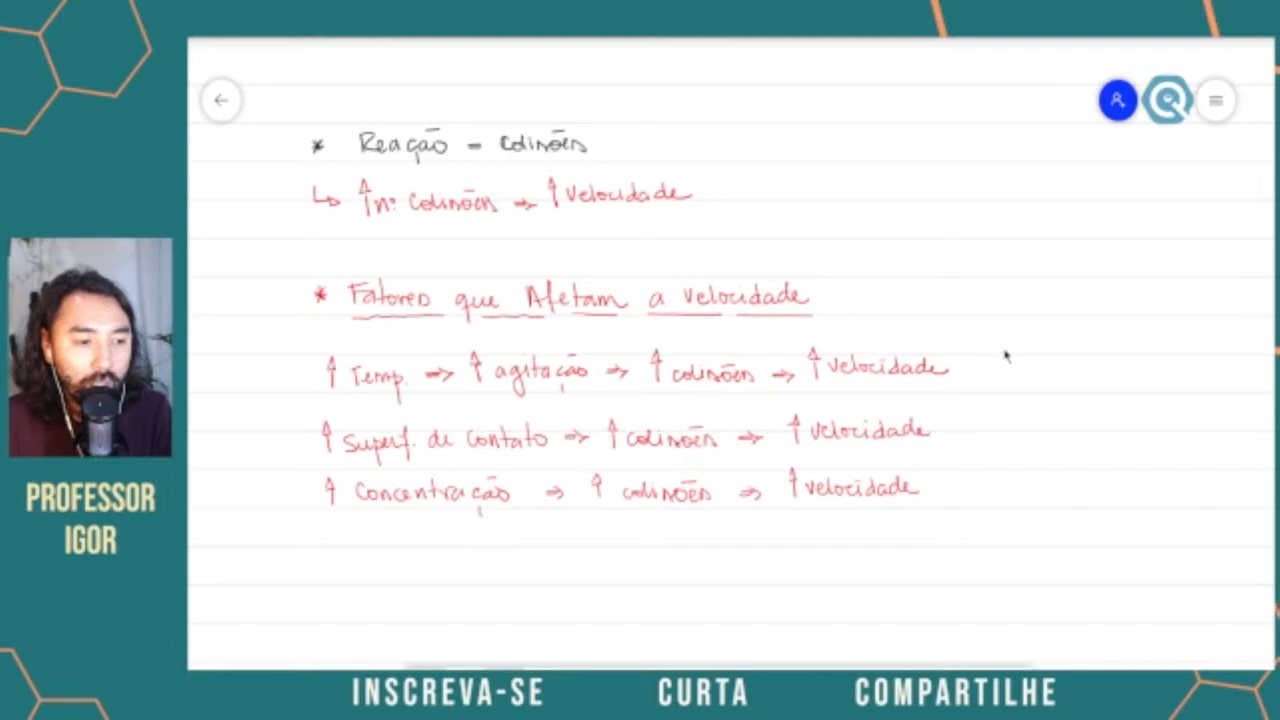 * Reação = Colisões
↳ ↑ nº Colisões ⇒ ↑ Velocidade
* Fatores que Afetam a velocidade
↑ Temp. ⇒ ↑ agitação ⇒ ↑ colisões ⇒ ↑ velocidade
↑ Superf. de contato ⇒ ↑ colisões ⇒ ↑ velocidade
↑ Concentração ⇒ ↑ colisões ⇒ ↑ velocidade
PROFESSOR
IGOR
INSCREVA-SE CURTA COMPARTILHE